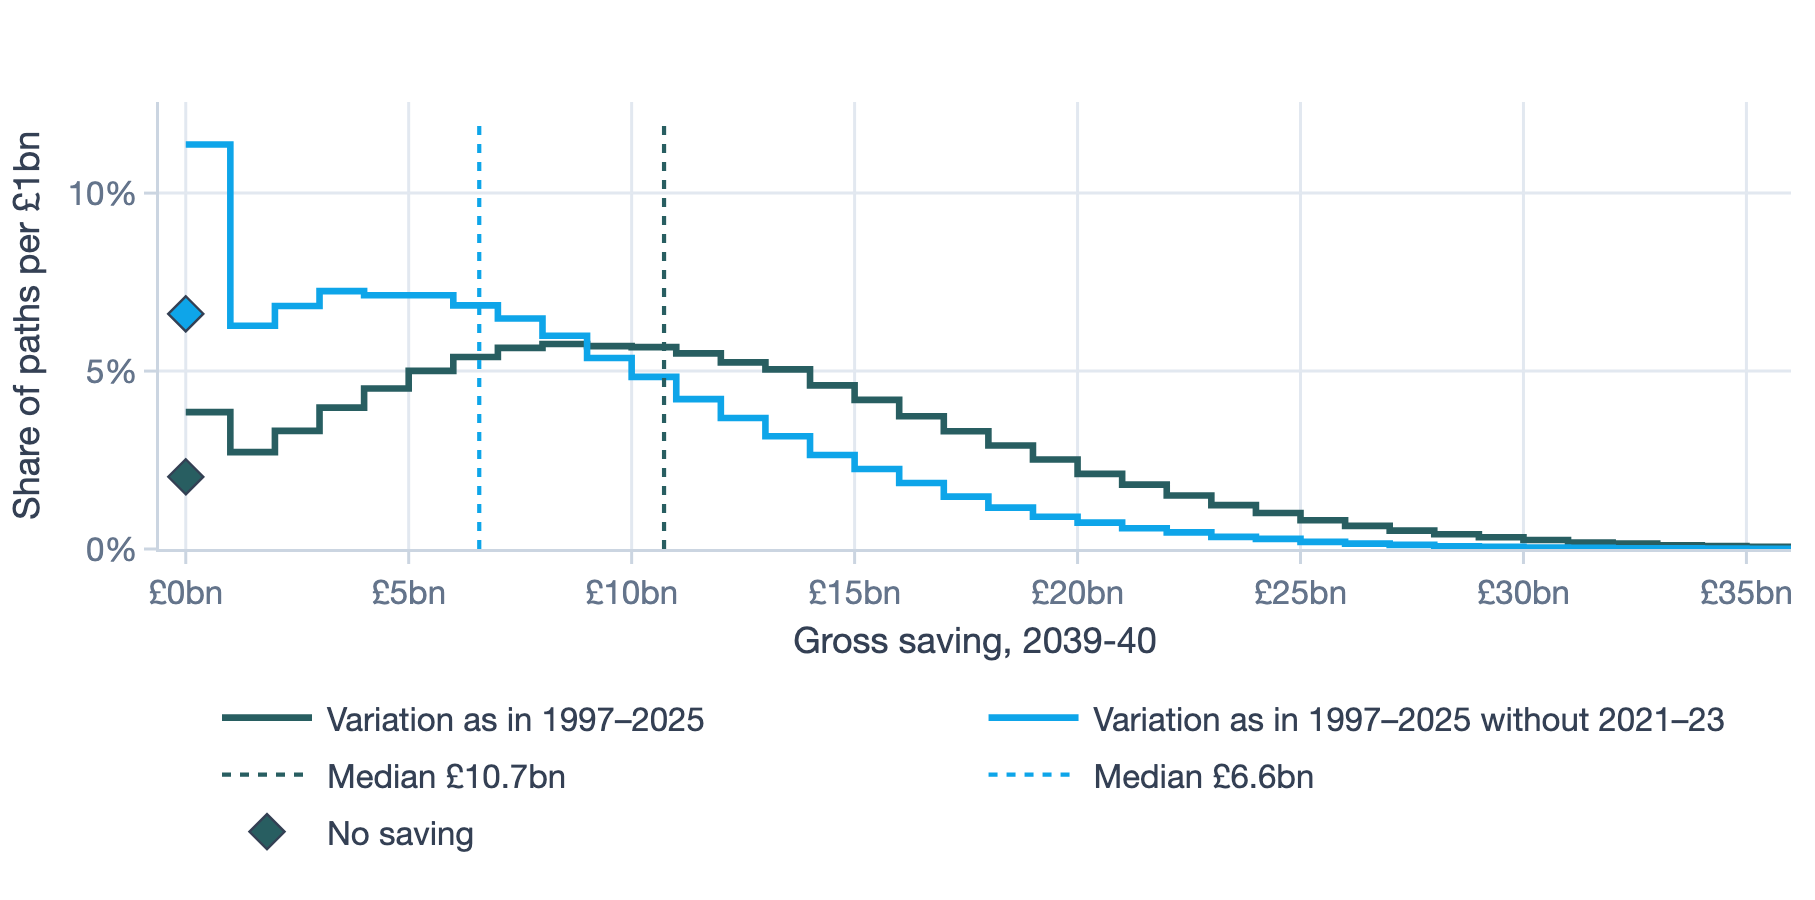 Share of paths per £1bn
10%
5%
0%
£0bn £5bn £10bn £15bn £20bn £25bn £30bn £35bn
Gross saving, 2039-40
Variation as in 1997–2025 Variation as in 1997–2025 without 2021–23
Median £10.7bn Median £6.6bn
No saving